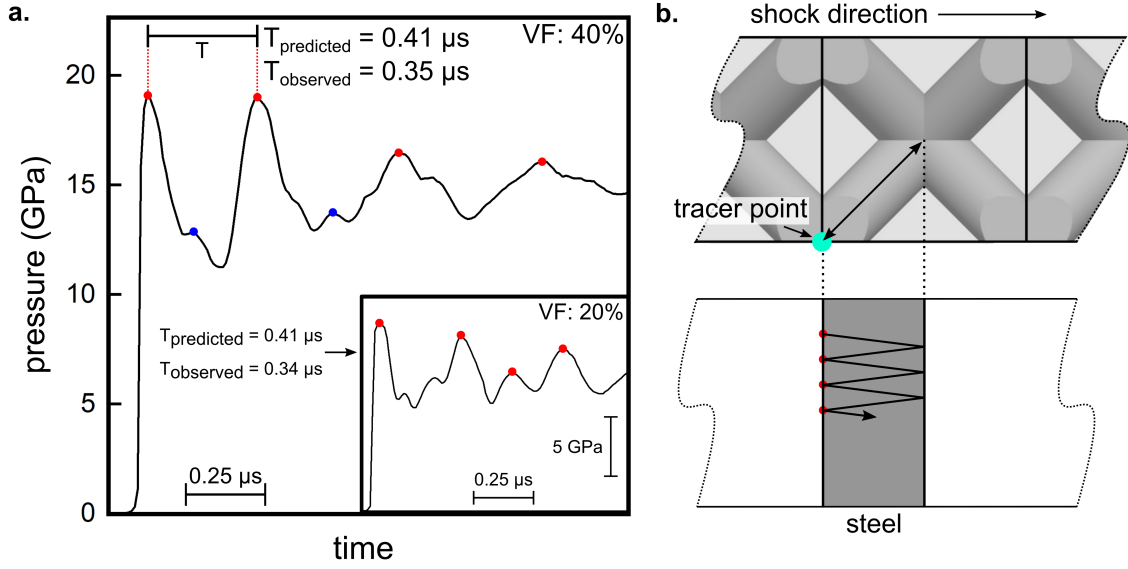 a.
T
T_predicted = 0.41 µs
T_observed = 0.35 µs
VF: 40%
20
15
10
5
0
pressure (GPa)
T_predicted = 0.41 µs
T_observed = 0.34 µs
VF: 20%
5 GPa
0.25 µs
0.25 µs
time
b.
shock direction
tracer point
steel